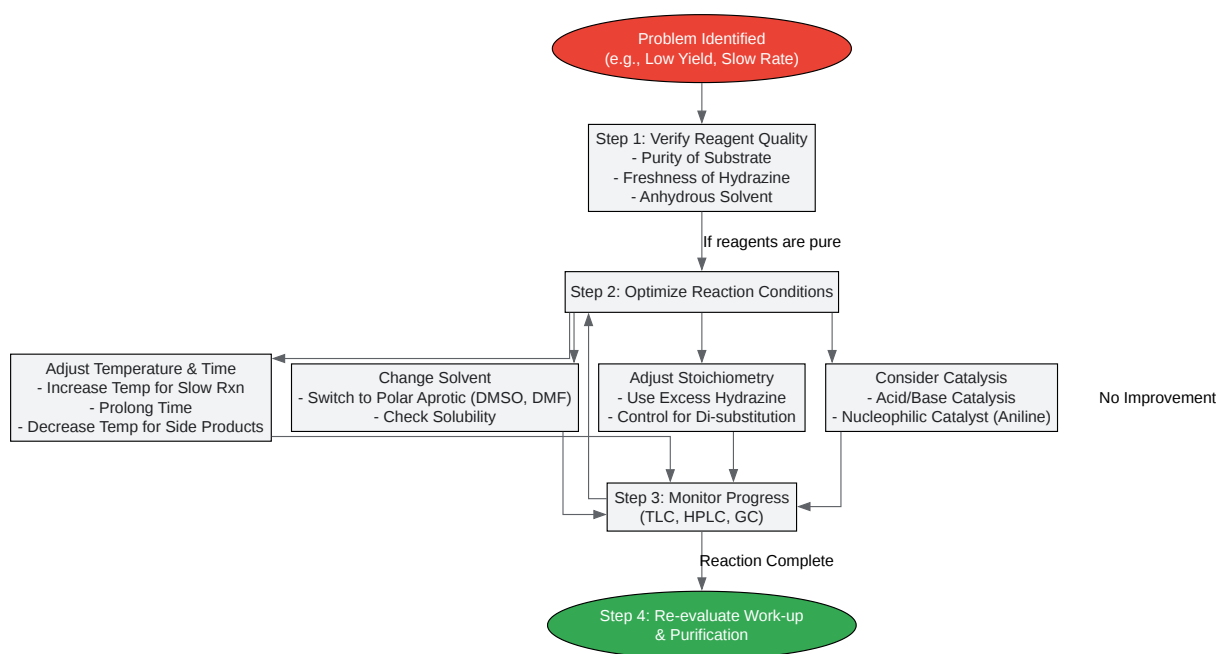 Problem Identified
(e.g., Low Yield, Slow Rate)
Step 1: Verify Reagent Quality
- Purity of Substrate
- Freshness of Hydrazine
- Anhydrous Solvent
If reagents are pure
Step 2: Optimize Reaction Conditions
Adjust Temperature & Time
- Increase Temp for Slow Rxn
- Prolong Time
- Decrease Temp for Side Products
Change Solvent
- Switch to Polar Aprotic (DMSO, DMF)
- Check Solubility
Adjust Stoichiometry
- Use Excess Hydrazine
- Control for Di-substitution
Consider Catalysis
- Acid/Base Catalysis
- Nucleophilic Catalyst (Aniline)
No Improvement
Step 3: Monitor Progress
(TLC, HPLC, GC)
Reaction Complete
Step 4: Re-evaluate Work-up
& Purification